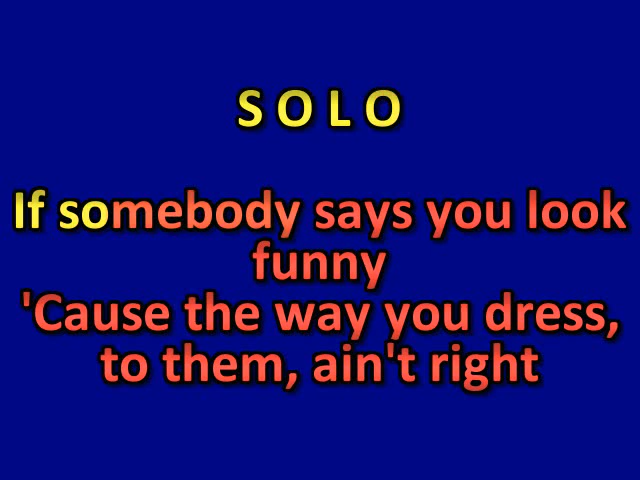 S O L O
If somebody says you look
funny
'Cause the way you dress,
to them, ain't right